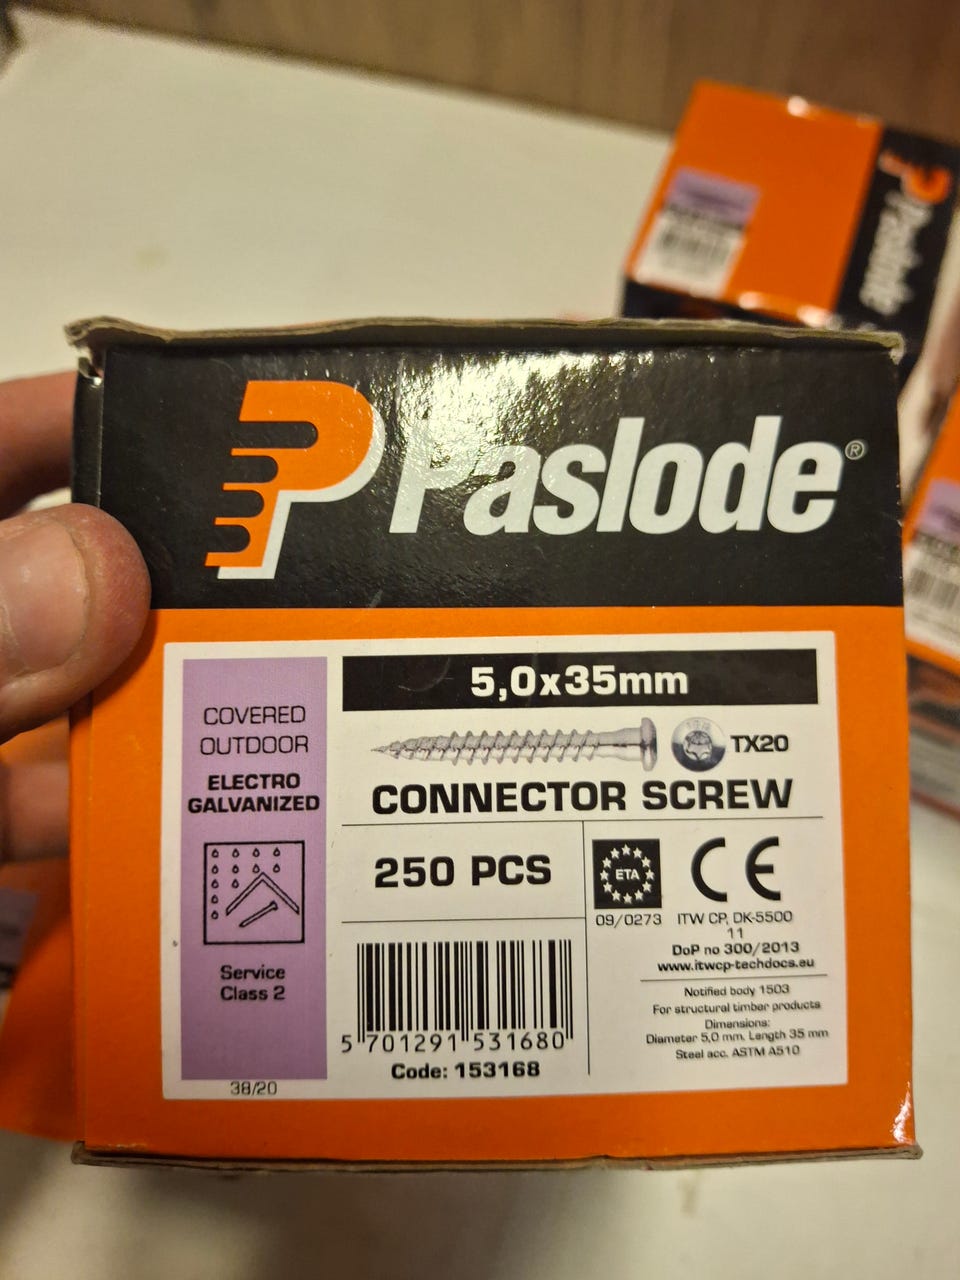 Paslode®
5,0x35mm
TX20
CONNECTOR SCREW
COVERED
OUTDOOR
ELECTRO
GALVANIZED
Service
Class 2
38/20
250 PCS
5 701291 531680
Code: 153168
ETA
09/0273
CE
ITW CP, DK-5500
11
DoP no 300/2013
www.itwcp-techdocs.eu
Notified body 1503
For structural timber products
Dimensions:
Diameter 5,0 mm, Length 35 mm
Steel acc. ASTM A510
Paslode